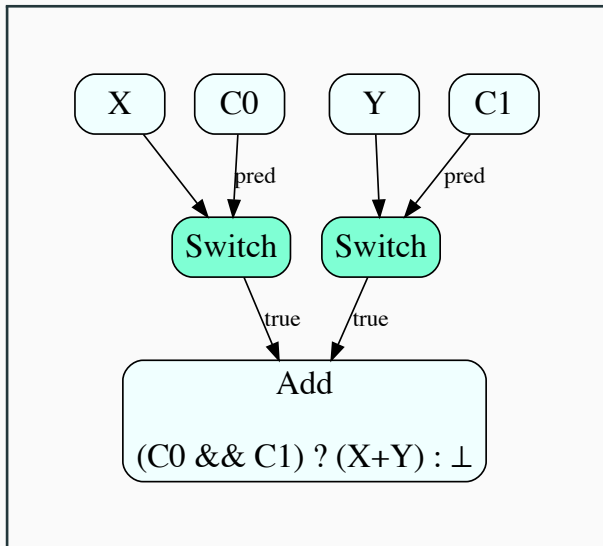 X
C0
Y
C1
pred
pred
Switch
Switch
true
true
Add
(C0 && C1) ? (X+Y) : ⊥